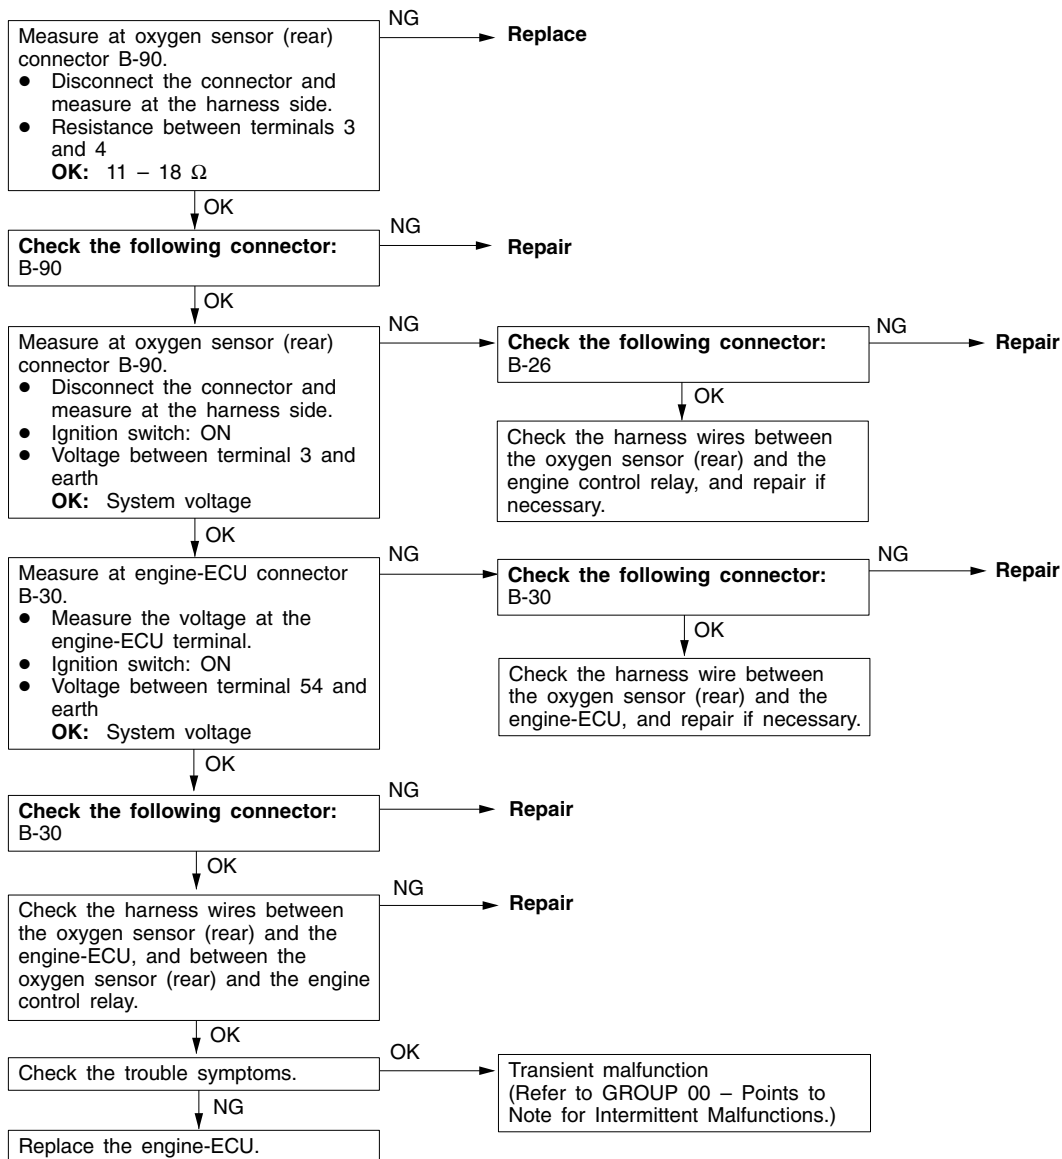 Measure at oxygen sensor (rear)
connector B-90.
● Disconnect the connector and
measure at the harness side.
● Resistance between terminals 3
and 4
OK: 11 – 18 Ω
NG
Replace
OK
Check the following connector:
B-90
NG
Repair
OK
Measure at oxygen sensor (rear)
connector B-90.
● Disconnect the connector and
measure at the harness side.
● Ignition switch: ON
● Voltage between terminal 3 and
earth
OK: System voltage
NG
Check the following connector:
B-26
NG
Repair
OK
Check the harness wires between
the oxygen sensor (rear) and the
engine control relay, and repair if
necessary.
OK
Measure at engine-ECU connector
B-30.
● Measure the voltage at the
engine-ECU terminal.
● Ignition switch: ON
● Voltage between terminal 54 and
earth
OK: System voltage
NG
Check the following connector:
B-30
NG
Repair
OK
Check the harness wire between
the oxygen sensor (rear) and the
engine-ECU, and repair if necessary.
OK
Check the following connector:
B-30
NG
Repair
OK
Check the harness wires between
the oxygen sensor (rear) and the
engine-ECU, and between the
oxygen sensor (rear) and the engine
control relay.
NG
Repair
OK
Check the trouble symptoms.
OK
Transient malfunction
(Refer to GROUP 00 – Points to
Note for Intermittent Malfunctions.)
NG
Replace the engine-ECU.